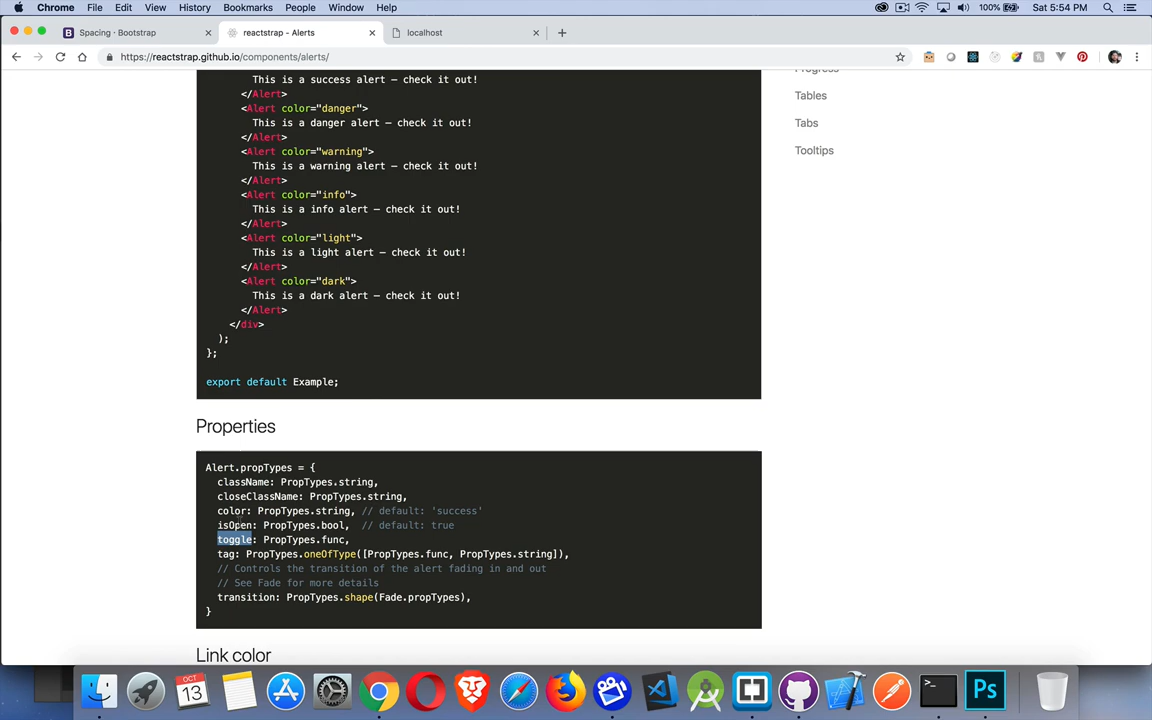 Chrome File Edit View History Bookmarks People Window Help 100% Sat 5:54 PM
Spacing · Bootstrap × reactstrap - Alerts × localhost × +
https://reactstrap.github.io/components/alerts/
Progress
This is a success alert — check it out!
</Alert>
Tables
<Alert color="danger">
This is a danger alert — check it out!
Tabs
</Alert>
<Alert color="warning">
Tooltips
This is a warning alert — check it out!
</Alert>
<Alert color="info">
This is a info alert — check it out!
</Alert>
<Alert color="light">
This is a light alert — check it out!
</Alert>
<Alert color="dark">
This is a dark alert — check it out!
</Alert>
</div>
);
};
export default Example;
Properties
Alert.propTypes = {
className: PropTypes.string,
closeClassName: PropTypes.string,
color: PropTypes.string, // default: 'success'
isOpen: PropTypes.bool, // default: true
toggle: PropTypes.func,
tag: PropTypes.oneOfType([PropTypes.func, PropTypes.string]),
// Controls the transition of the alert fading in and out
// See Fade for more details
transition: PropTypes.shape(Fade.propTypes),
}
Link color
OCT
13
>_
Ps